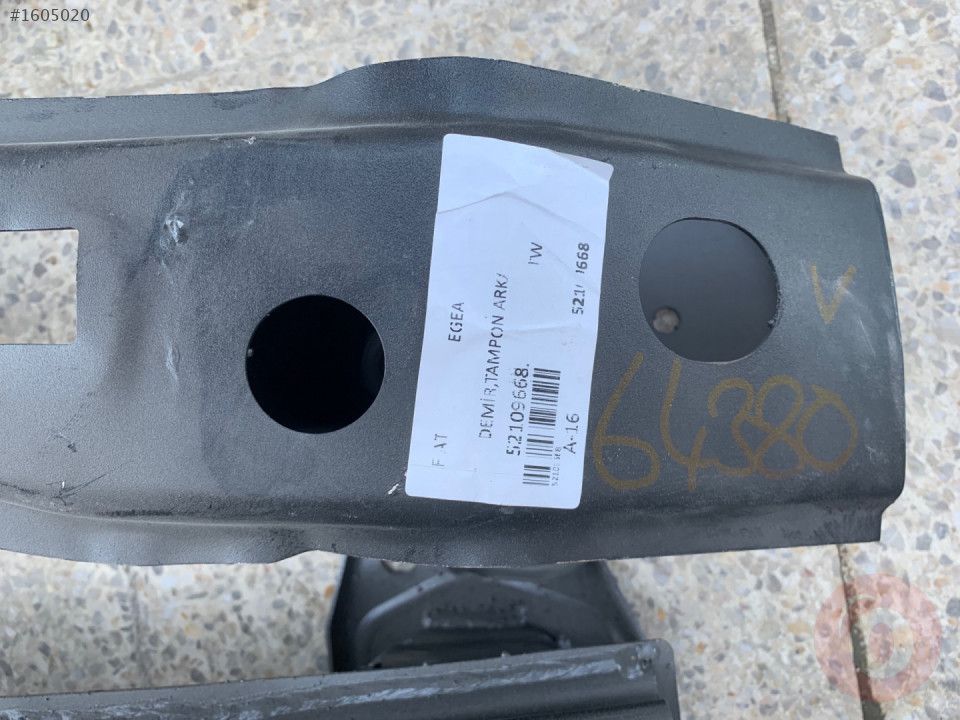 #1605020
EGEA
DEMİR,TAMPON ARKA
52109668.
A-16
64380
V